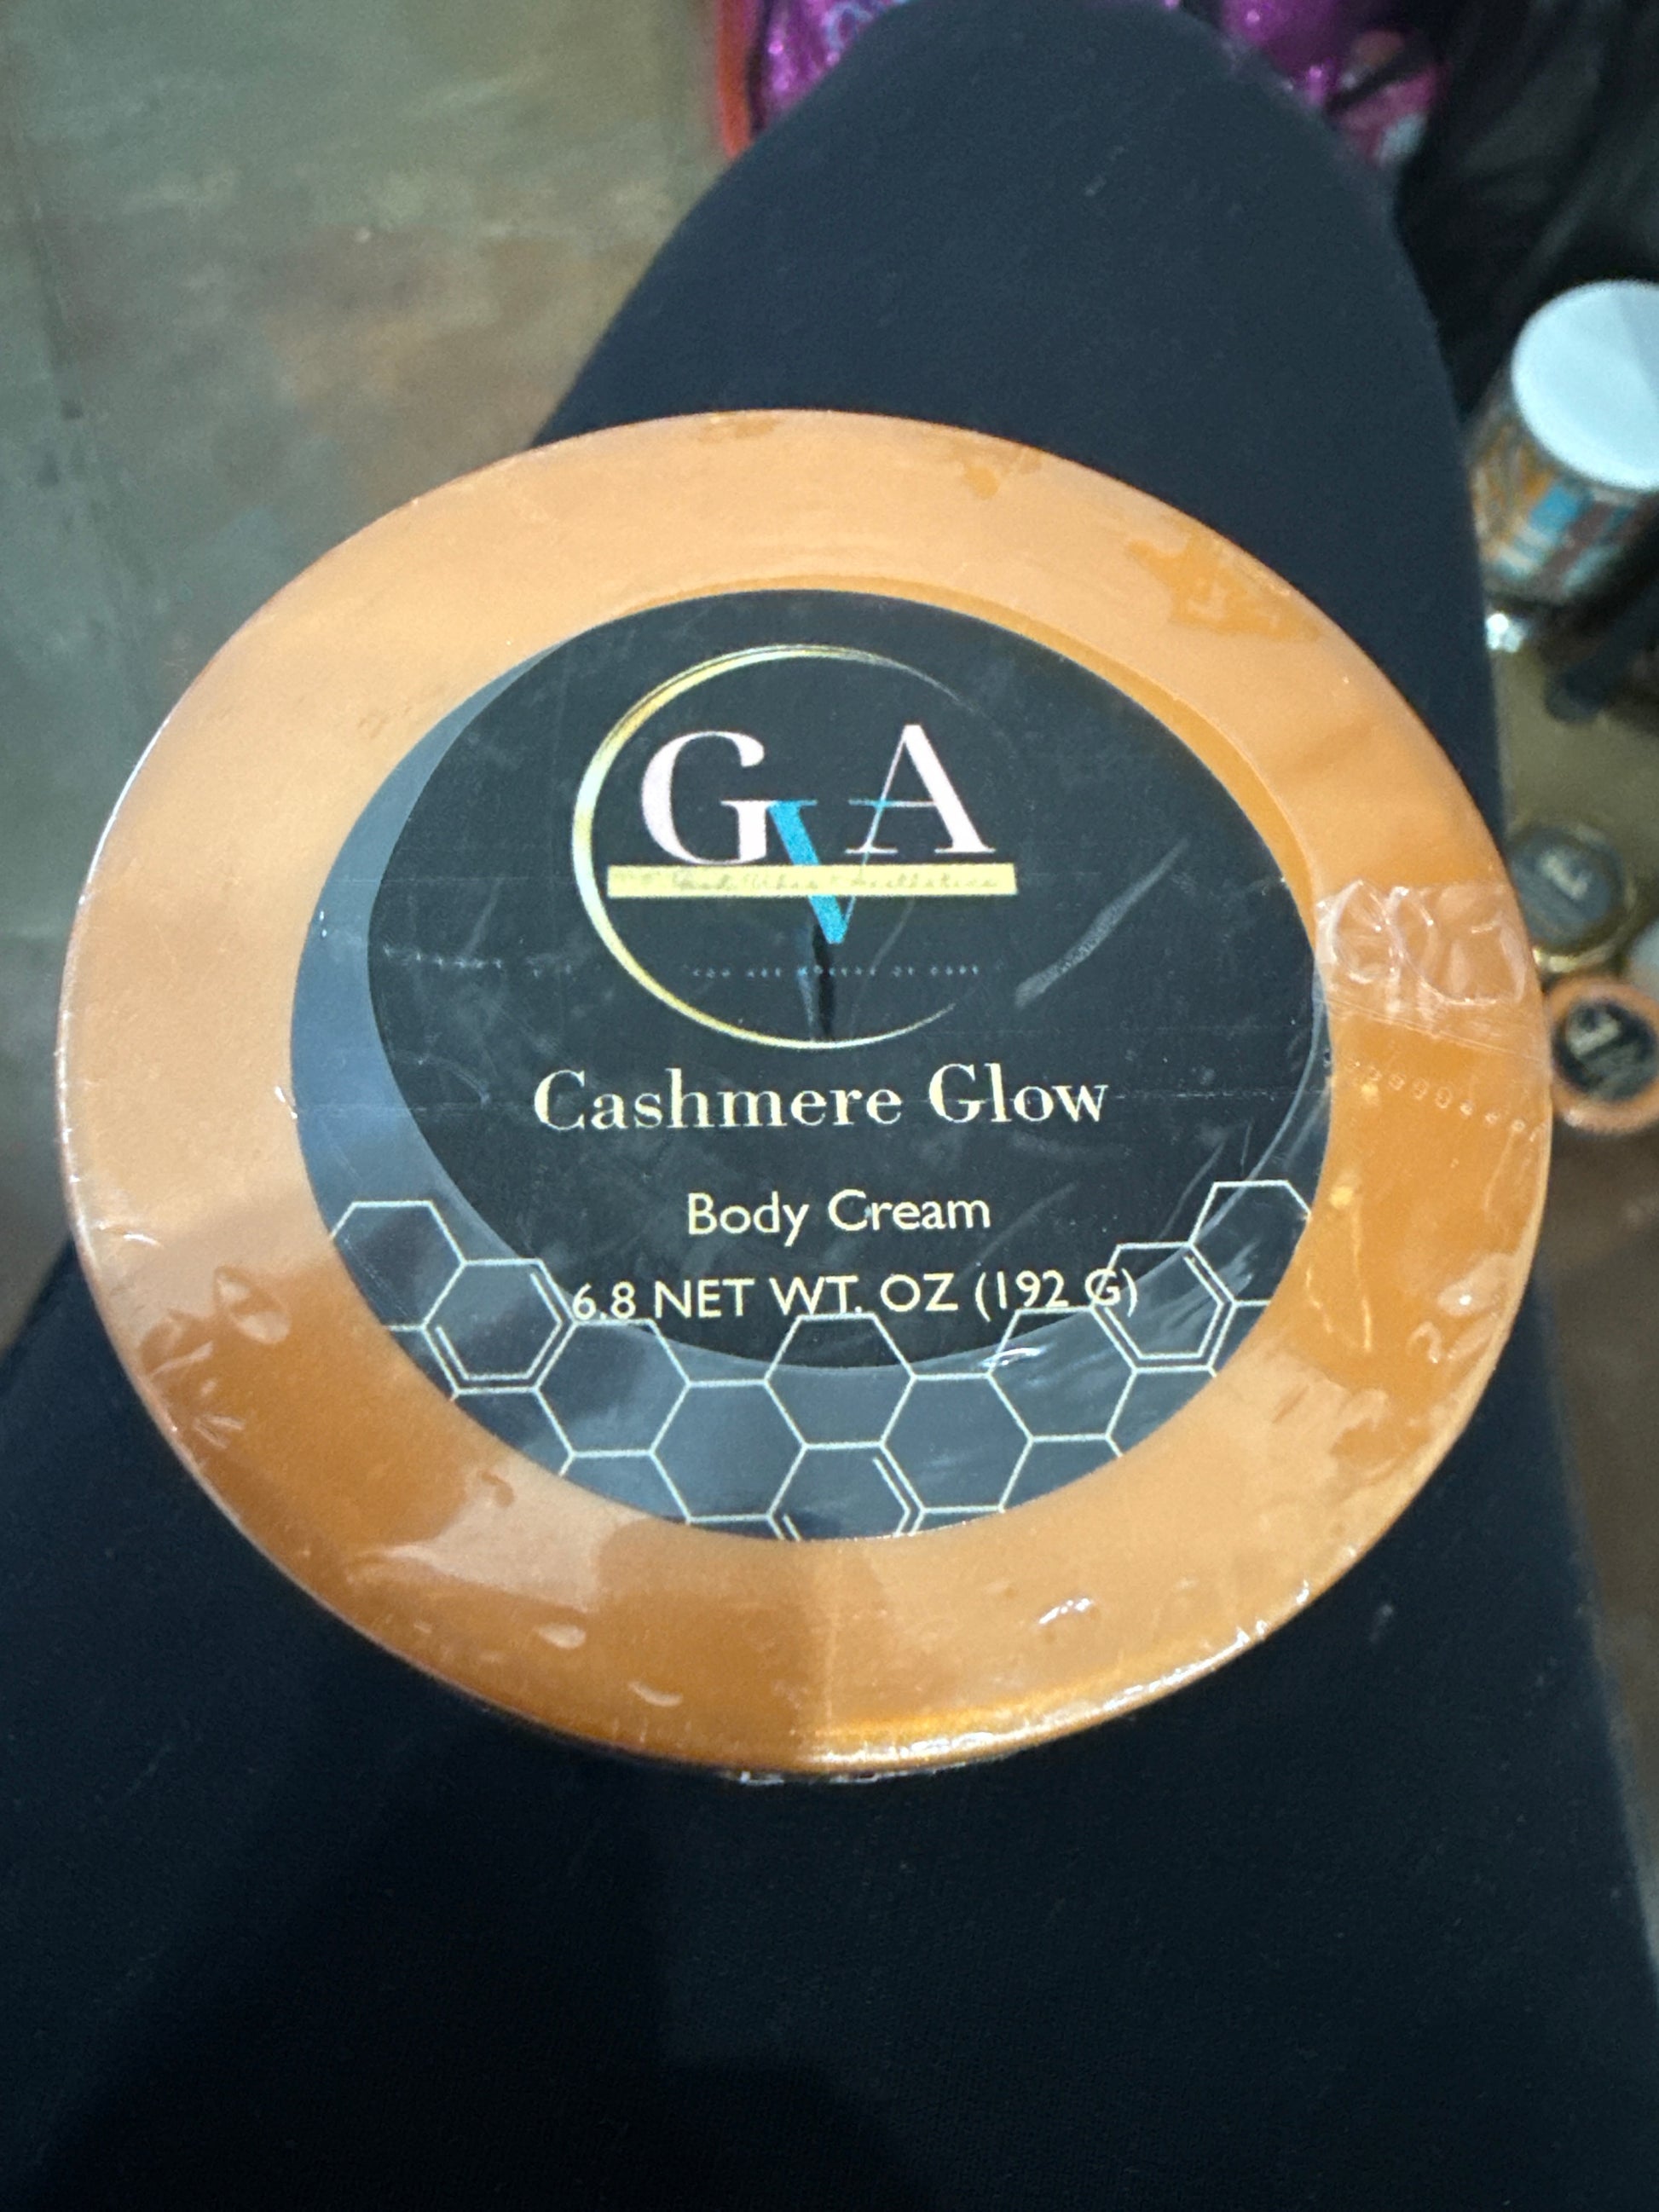 GVA
Cashmere Glow
Body Cream
6.8 NET WT. OZ (192 G)